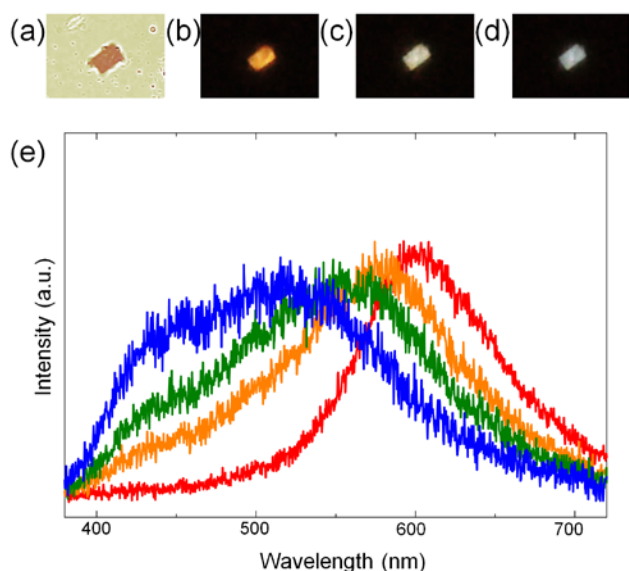 (a) (b) (c) (d)
(e)
Intensity (a.u.)
400 500 600 700
Wavelength (nm)